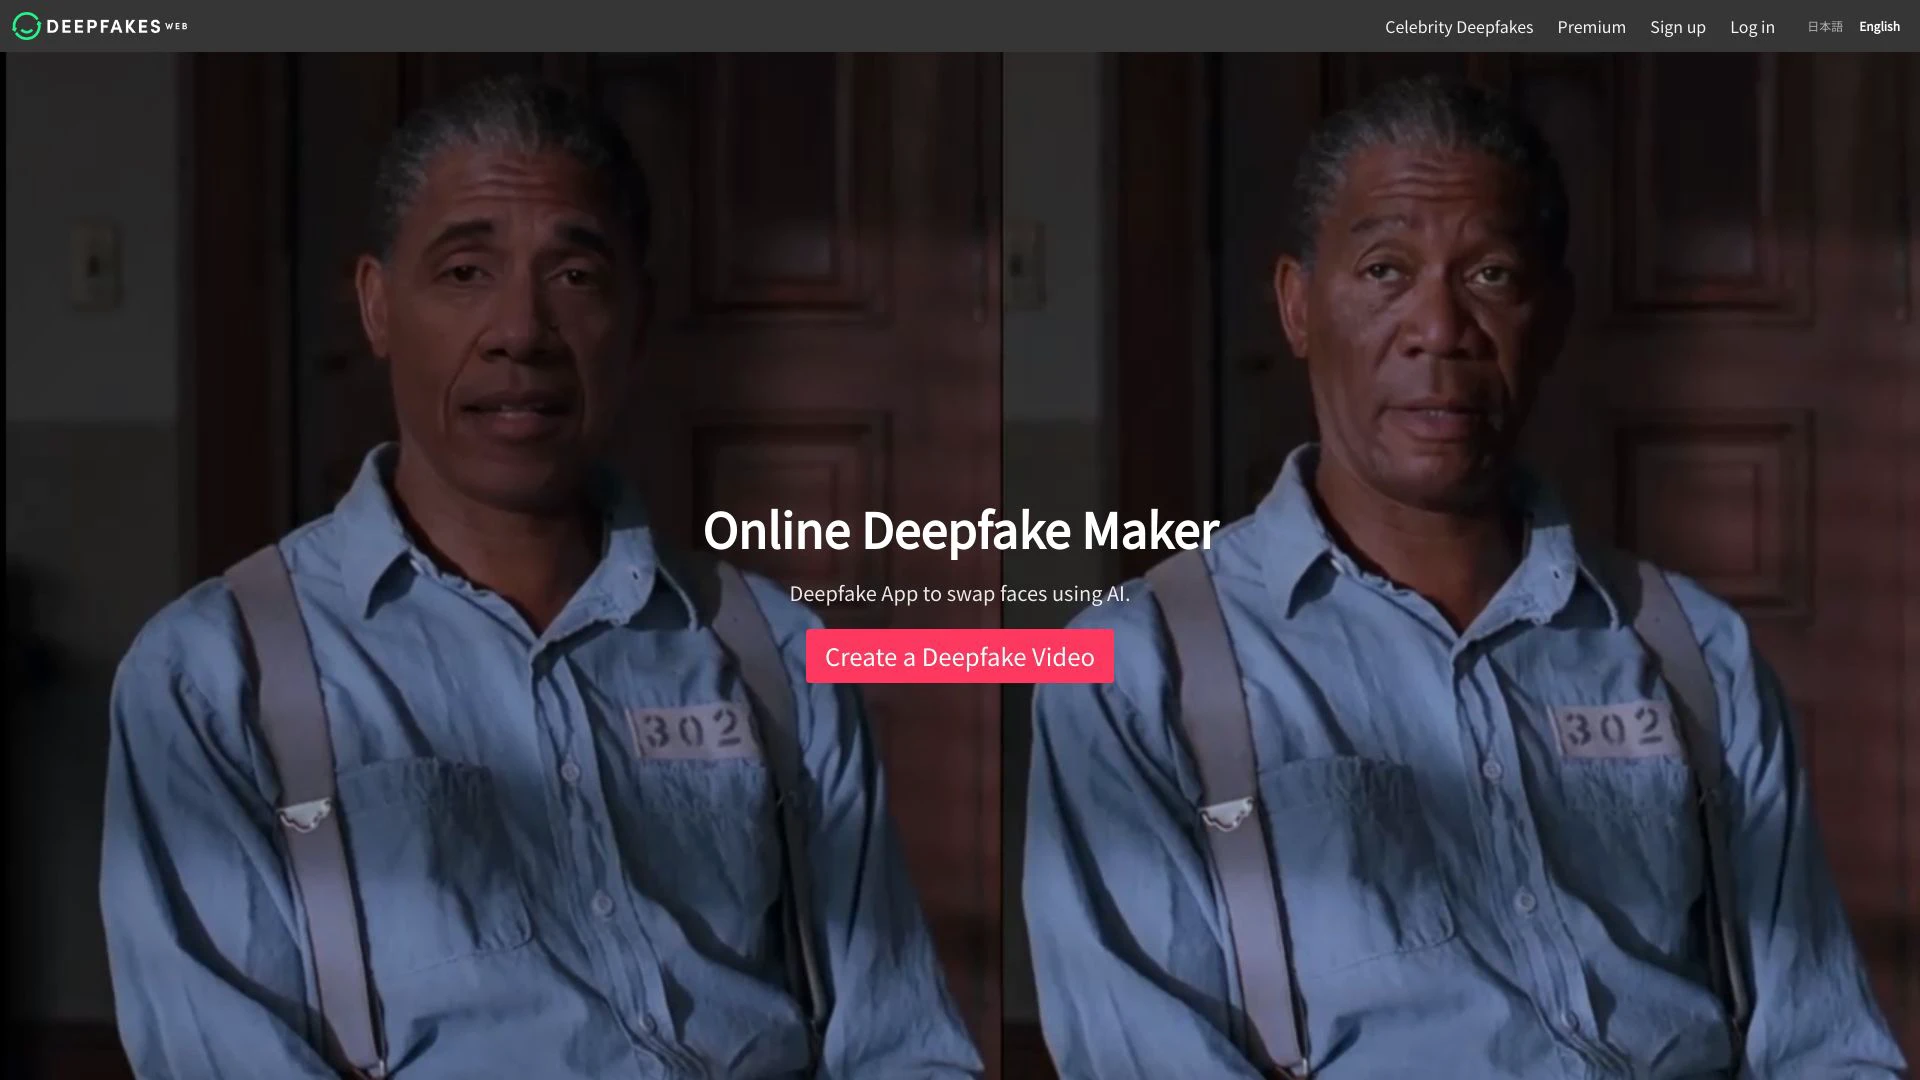 DEEPFAKES WEB
Celebrity Deepfakes Premium Sign up Log in 日本語 English
Online Deepfake Maker
Deepfake App to swap faces using AI.
Create a Deepfake Video
302
302